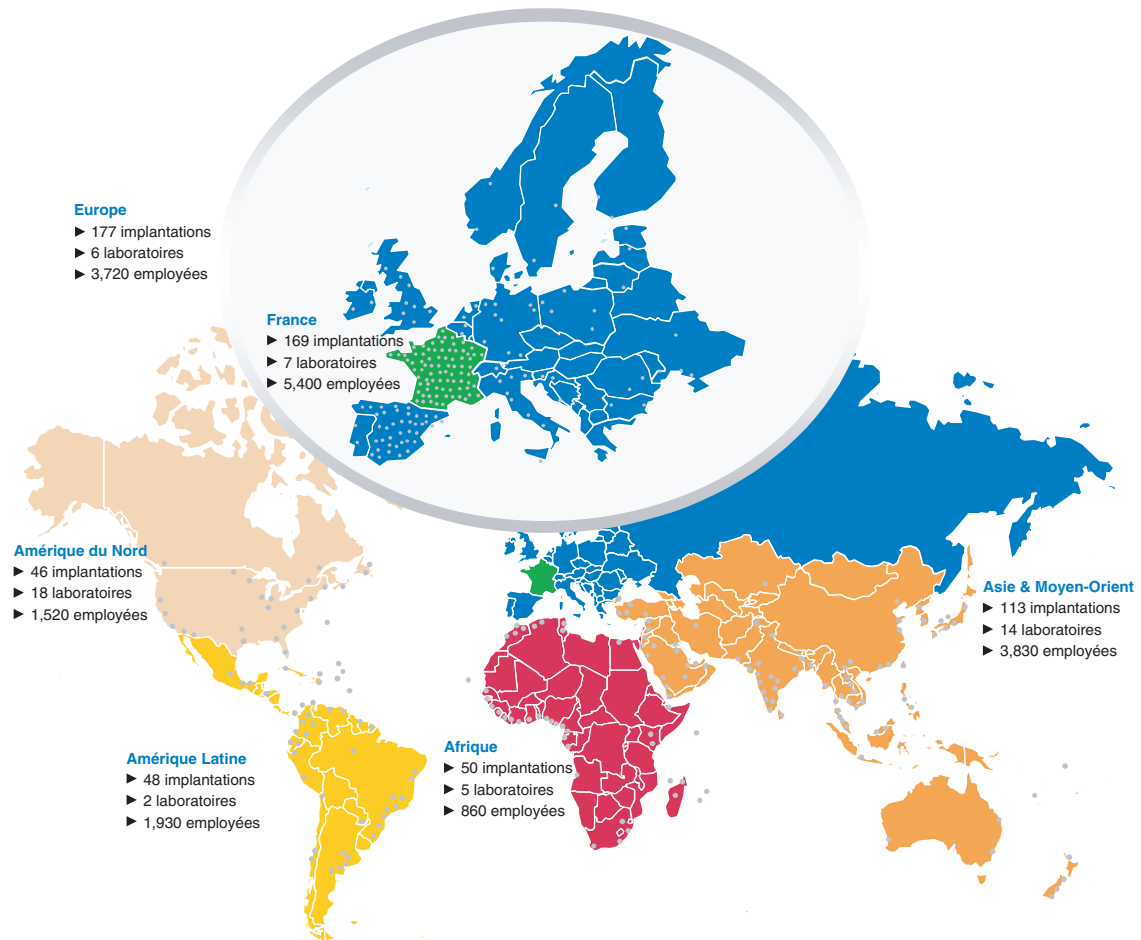 Europe
► 177 implantations
► 6 laboratoires
► 3,720 employées
France
► 169 implantations
► 7 laboratoires
► 5,400 employées
Amérique du Nord
► 46 implantations
► 18 laboratoires
► 1,520 employées
Asie & Moyen-Orient
► 113 implantations
► 14 laboratoires
► 3,830 employées
Amérique Latine
► 48 implantations
► 2 laboratoires
► 1,930 employées
Afrique
► 50 implantations
► 5 laboratoires
► 860 employées